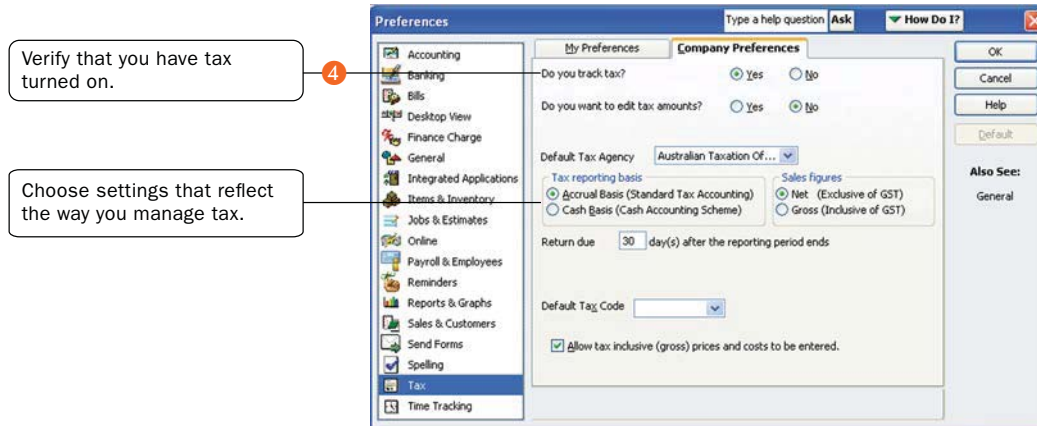 Preferences
Type a help question Ask
How Do I?
Verify that you have tax
turned on.
4
Choose settings that reflect
the way you manage tax.
Accounting
Banking
Bills
Desktop View
Finance Charge
General
Integrated Applications
Items & Inventory
Jobs & Estimates
Online
Payroll & Employees
Reminders
Reports & Graphs
Sales & Customers
Send Forms
Spelling
Tax
Time Tracking
My Preferences
Company Preferences
Do you track tax? Yes No
Do you want to edit tax amounts? Yes No
Default Tax Agency Australian Taxation Of...
Tax reporting basis
Accrual Basis (Standard Tax Accounting)
Cash Basis (Cash Accounting Scheme)
Sales figures
Net (Exclusive of GST)
Gross (Inclusive of GST)
Return due 30 day(s) after the reporting period ends
Default Tax Code
Allow tax inclusive (gross) prices and costs to be entered.
OK
Cancel
Help
Default
Also See:
General